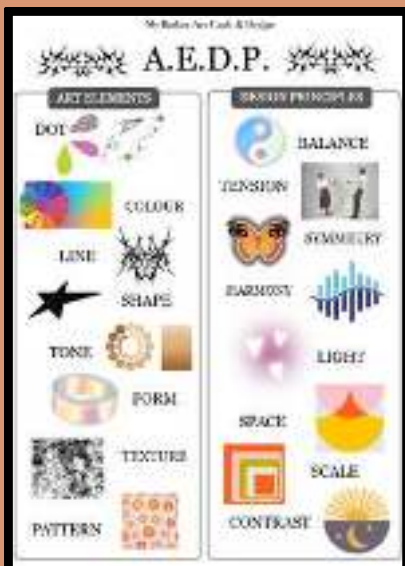 A.E.D.P.
ART ELEMENTS
DOT
COLOUR
LINE
SHAPE
TONE
FORM
TEXTURE
PATTERN
DESIGN PRINCIPLES
BALANCE
TENSION
SYMMETRY
HARMONY
LIGHT
SPACE
SCALE
CONTRAST